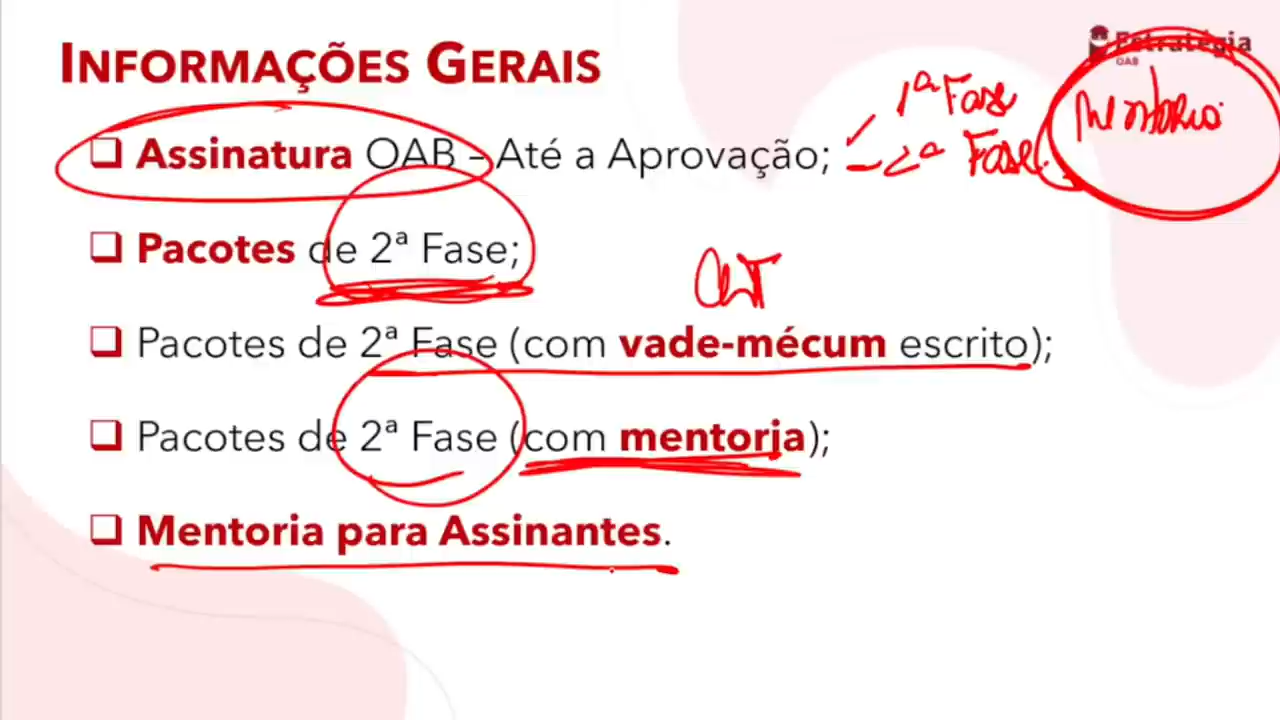 INFORMAÇÕES GERAIS
Estratégia
OAB
1ª Fase
mentoria
❑ Assinatura OAB – Até a Aprovação;
2ª Fase
❑ Pacotes de 2ª Fase;
❑ Pacotes de 2ª Fase (com vade-mécum escrito);
❑ Pacotes de 2ª Fase (com mentoria);
❑ Mentoria para Assinantes.